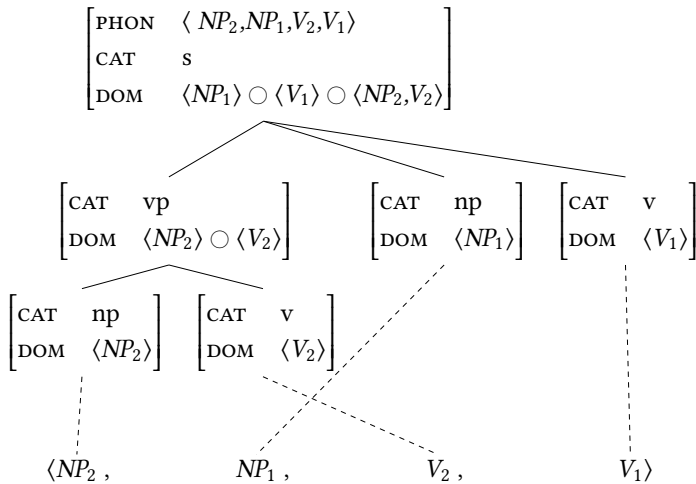 PHON ⟨ NP₂,NP₁,V₂,V₁⟩
CAT s
DOM ⟨NP₁⟩ ○ ⟨V₁⟩ ○ ⟨NP₂,V₂⟩
CAT vp CAT np CAT v
DOM ⟨NP₂⟩ ○ ⟨V₂⟩ DOM ⟨NP₁⟩ DOM ⟨V₁⟩
CAT np CAT v
DOM ⟨NP₂⟩ DOM ⟨V₂⟩
⟨NP₂ , NP₁ , V₂ , V₁⟩